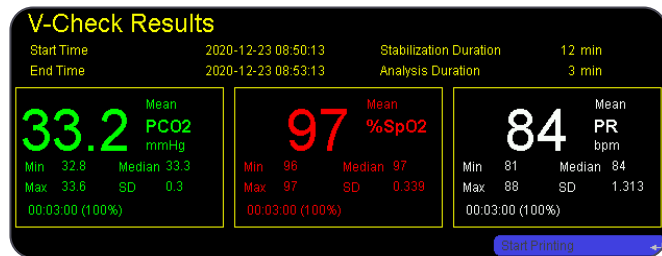 V-Check Results
Start Time 2020-12-23 08:50:13 Stabilization Duration 12 min
End Time 2020-12-23 08:53:13 Analysis Duration 3 min
33.2 Mean PCO2 mmHg
Min 32.8 Median 33.3
Max 33.6 SD 0.3
00:03:00 (100%)
97 Mean %SpO2
Min 96 Median 97
Max 97 SD 0.339
00:03:00 (100%)
84 Mean PR bpm
Min 81 Median 84
Max 88 SD 1.313
00:03:00 (100%)
Start Printing